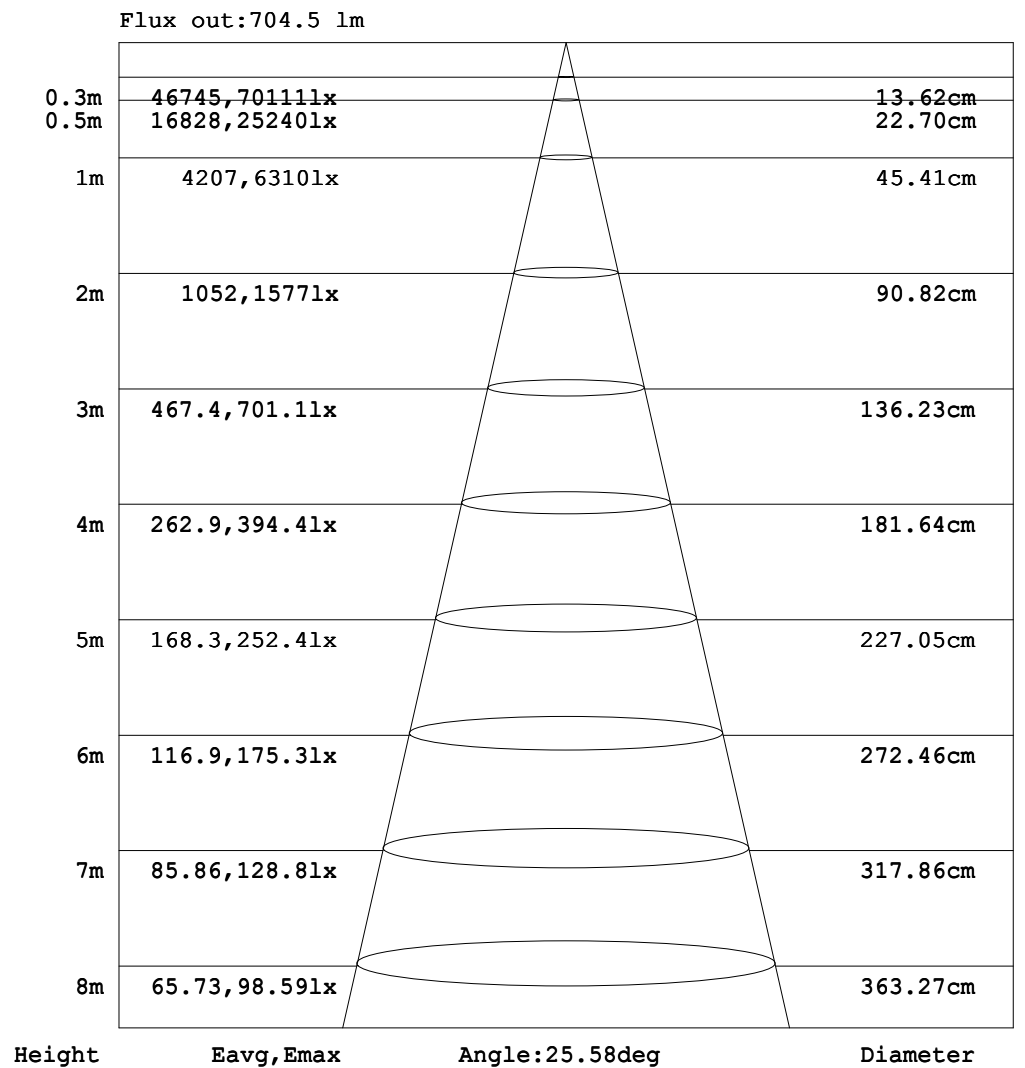 Flux out:704.5 lm
0.3m 46745,70111lx 13.62cm
0.5m 16828,25240lx 22.70cm
1m 4207,6310lx 45.41cm
2m 1052,1577lx 90.82cm
3m 467.4,701.1lx 136.23cm
4m 262.9,394.4lx 181.64cm
5m 168.3,252.4lx 227.05cm
6m 116.9,175.3lx 272.46cm
7m 85.86,128.8lx 317.86cm
8m 65.73,98.59lx 363.27cm
Height Eavg,Emax Angle:25.58deg Diameter